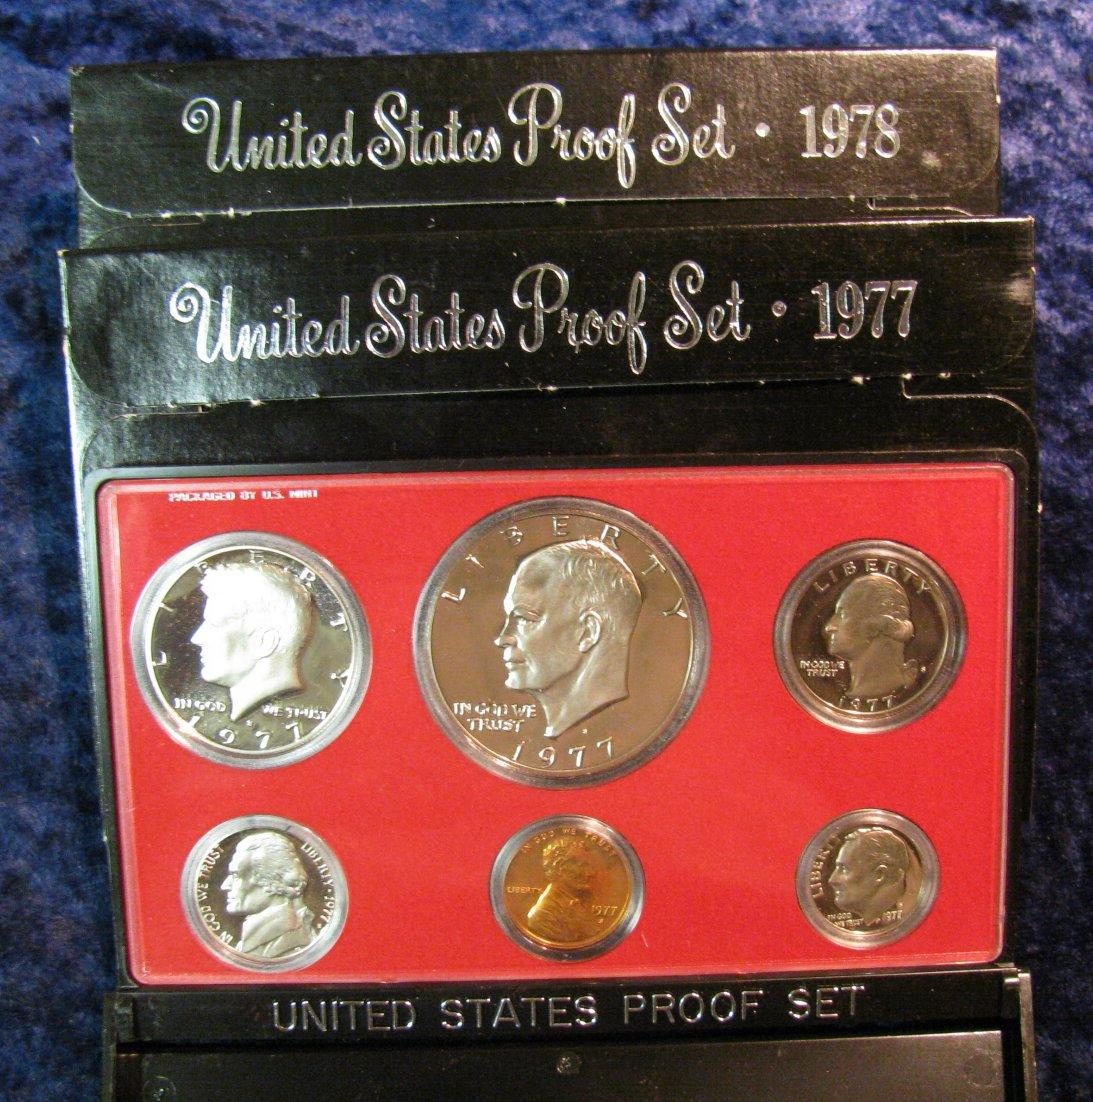 United States Proof Set · 1978
United States Proof Set · 1977
PACKAGED BY U.S. MINT
LIBERTY
IN GOD WE TRUST
1977
LIBERTY
IN GOD WE
TRUST
1977
LIBERTY
IN GOD WE
TRUST
S
1977
IN GOD WE TRUST
LIBERTY · 1977
IN GOD WE TRUST
LIBERTY
1977
S
LIBERTY
IN GOD
WE TRUST
1977
UNITED STATES PROOF SET